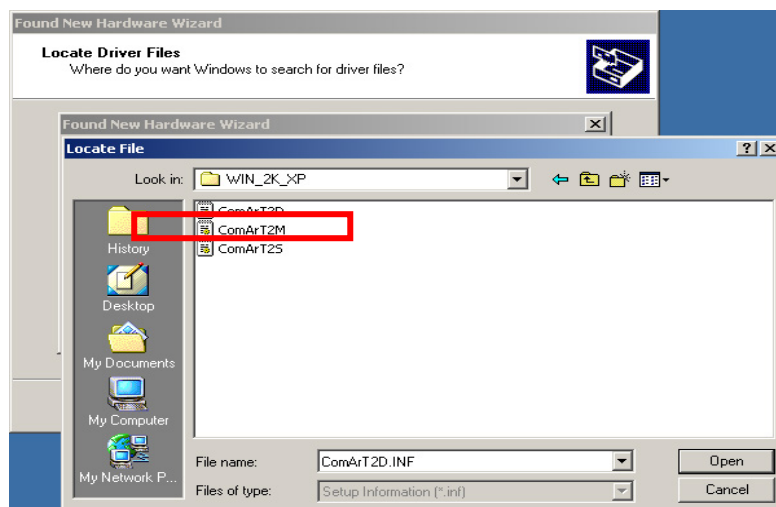 Found New Hardware Wizard
Locate Driver Files
Where do you want Windows to search for driver files?
Found New Hardware Wizard
Locate File
Look in: WIN_2K_XP
ComArT2D
ComArT2M
ComArT2S
History
Desktop
My Documents
My Computer
My Network P...
File name: ComArT2D.INF Open
Files of type: Setup Information (*.inf) Cancel